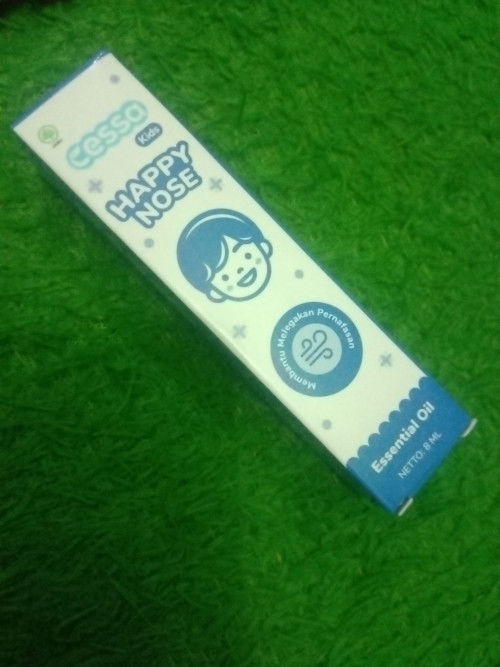 cessa
Kids
HAPPY
NOSE
Membantu Melegakan Pernafasan
Essential Oil
NETTO: 8 ML